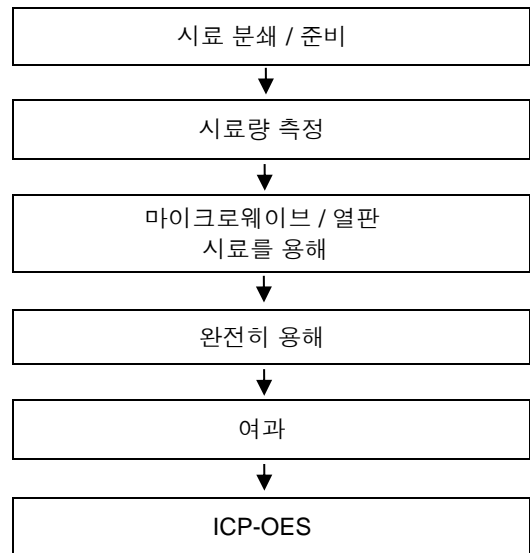 시료 분쇄 / 준비
시료량 측정
마이크로웨이브 / 열판
시료를 용해
완전히 용해
여과
ICP-OES